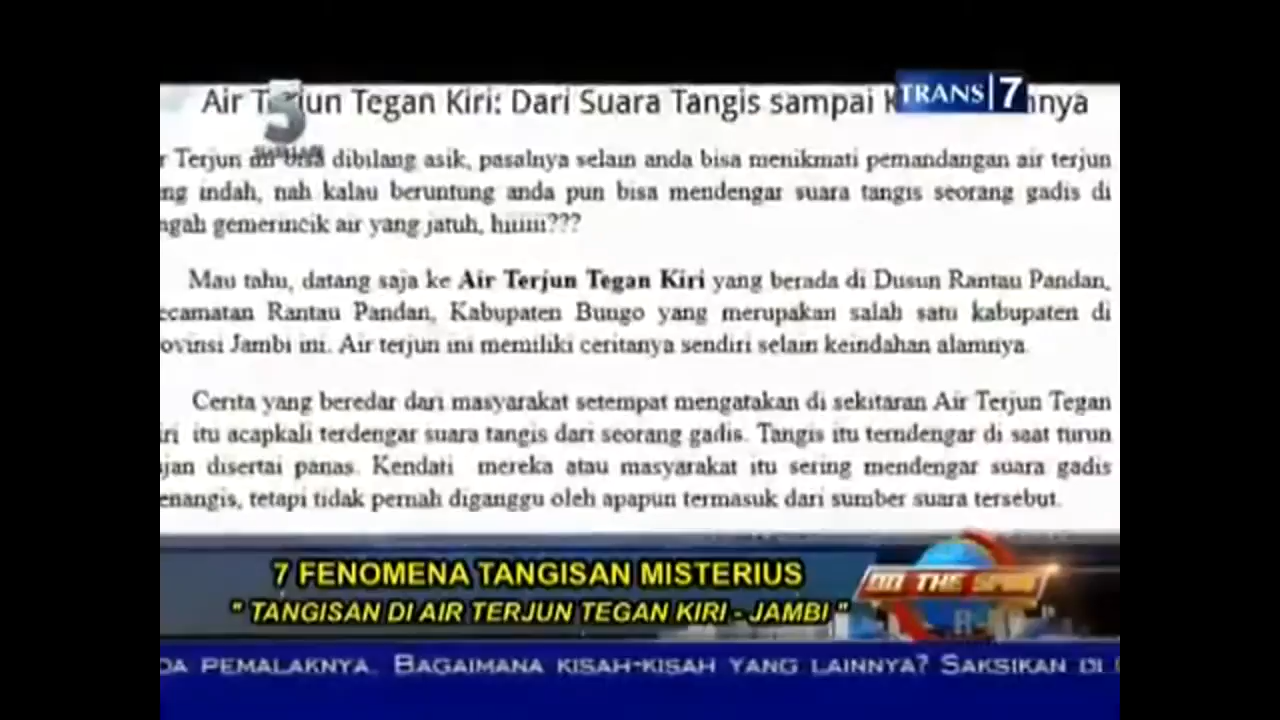 Air Terjun Tegan Kiri: Dari Suara Tangis sampai
TRANS 7
5
r Terjun ini bisa dibilang asik, pasalnya selain anda bisa menikmati pemandangan air terjun
ng indah, nah kalau beruntung anda pun bisa mendengar suara tangis seorang gadis di
ngah gemerincik air yang jatuh, hiiiiii???
Mau tahu, datang saja ke Air Terjun Tegan Kiri yang berada di Dusun Rantau Pandan,
ecamatan Rantau Pandan, Kabupaten Bungo yang merupakan salah satu kabupaten di
ovinsi Jambi ini. Air terjun ini memiliki ceritanya sendiri selain keindahan alamnya.
Cerita yang beredar dari masyarakat setempat mengatakan di sekitaran Air Terjun Tegan
iri itu acapkali terdengar suara tangis dari seorang gadis. Tangis itu terndengar di saat turun
ujan disertai panas. Kendati mereka atau masyarakat itu sering mendengar suara gadis
enangis, tetapi tidak pernah diganggu oleh apapun termasuk dari sumber suara tersebut.
7 FENOMENA TANGISAN MISTERIUS
" TANGISAN DI AIR TERJUN TEGAN KIRI - JAMBI "
ON THE SPOT
DA PEMALAKNYA. BAGAIMANA KISAH-KISAH YANG LAINNYA? SAKSIKAN DI